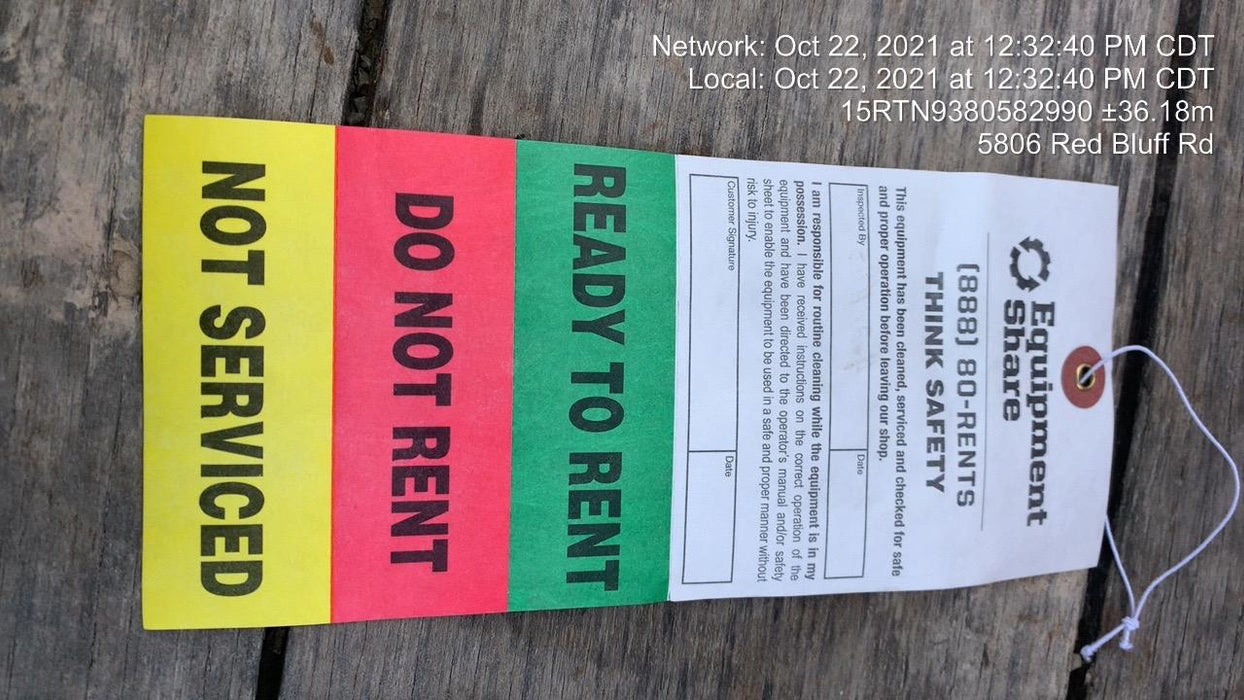 Network: Oct 22, 2021 at 12:32:40 PM CDT
Local: Oct 22, 2021 at 12:32:40 PM CDT
15RTN9380582990 ±36.18m
5806 Red Bluff Rd
Equipment
Share
(888) 80-RENTS
THINK SAFETY
This equipment has been cleaned, serviced and checked for safe
and proper operation before leaving our shop.
Inspected By
Date
I am responsible for routine cleaning while the equipment is in my
possession. I have received instructions on the correct operation of the
equipment and have been directed to the operator's manual and/or safety
sheet to enable the equipment to be used in a safe and proper manner without
risk to injury.
Customer Signature
Date
READY TO RENT
DO NOT RENT
NOT SERVICED